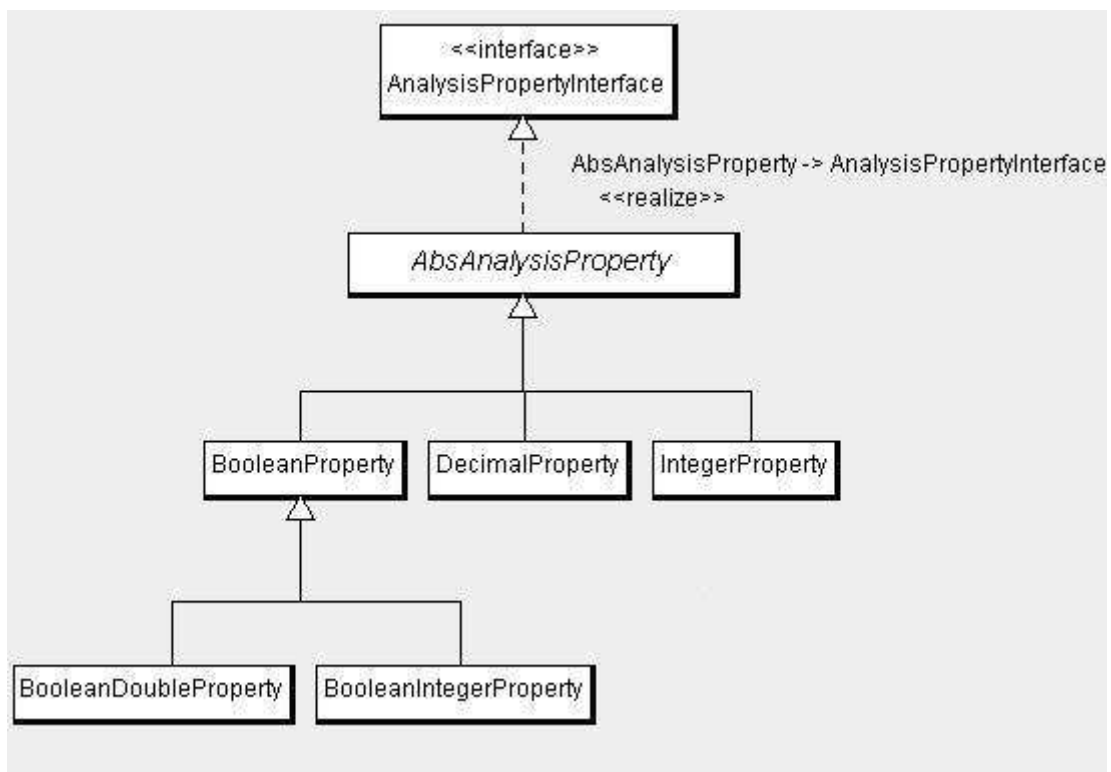 <<interface>>
AnalysisPropertyInterface
AbsAnalysisProperty -> AnalysisPropertyInterface
<<realize>>
AbsAnalysisProperty
BooleanProperty
DecimalProperty
IntegerProperty
BooleanDoubleProperty
BooleanIntegerProperty